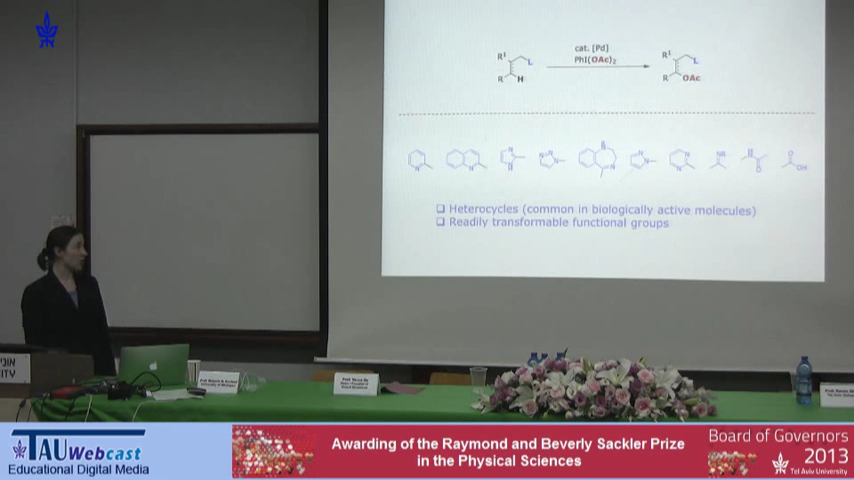 cat. [Pd]
PhI(OAc)2
R1
L
R
H
R1
L
R
OAc
❑ Heterocycles (common in biologically active molecules)
❑ Readily transformable functional groups
TAU Webcast
Educational Digital Media
Awarding of the Raymond and Beverly Sackler Prize
in the Physical Sciences
Board of Governors
2013
Tel Aviv University